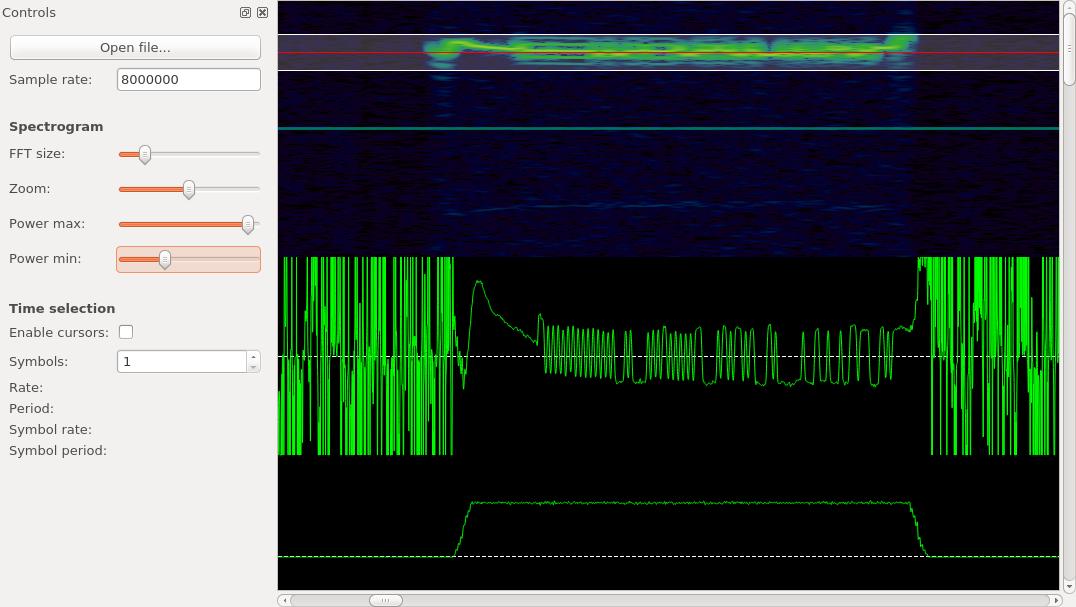 Controls
Open file...
Sample rate: 8000000
Spectrogram
FFT size:
Zoom:
Power max:
Power min:
Time selection
Enable cursors:
Symbols: 1
Rate:
Period:
Symbol rate:
Symbol period: